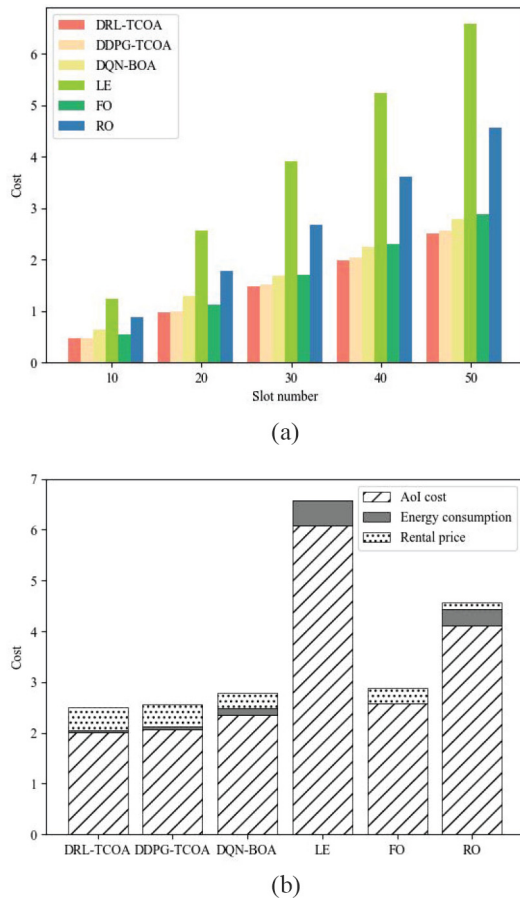 6
5
4
3
2
1
0
Cost
DRL-TCOA
DDPG-TCOA
DQN-BOA
LE
FO
RO
10 20 30 40 50
Slot number
(a)
7
6
5
4
3
2
1
0
Cost
AoI cost
Energy consumption
Rental price
DRL-TCOA DDPG-TCOA DQN-BOA LE FO RO
(b)